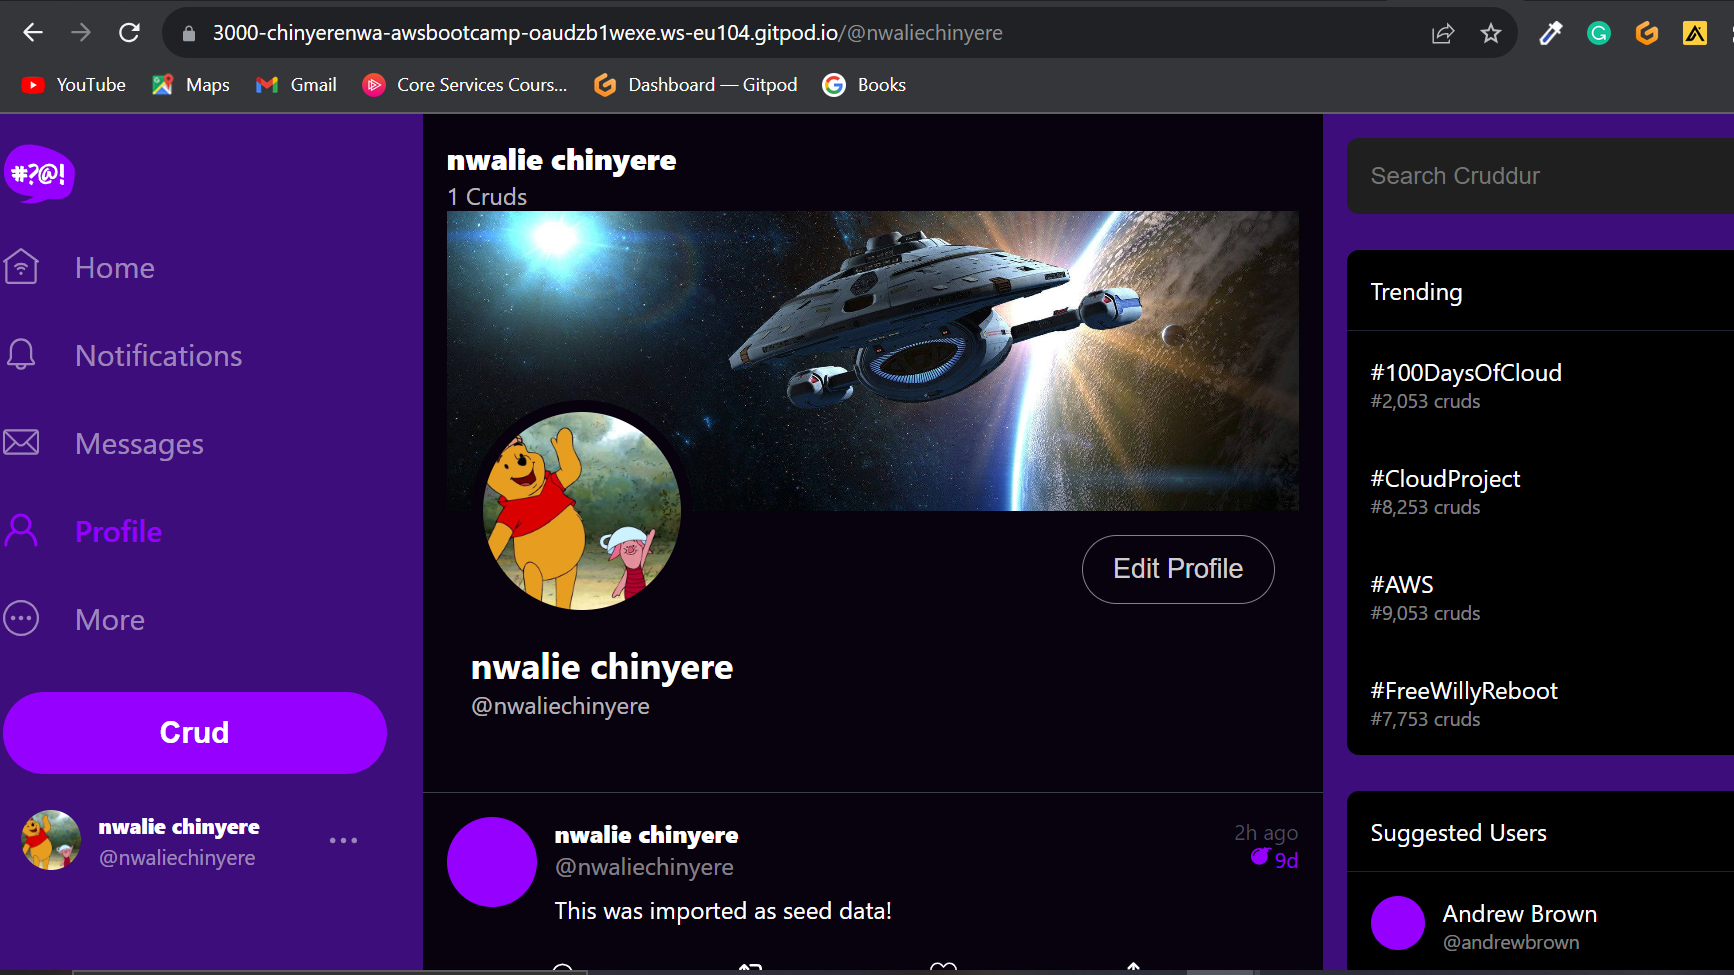 3000-chinyerenwa-awsbootcamp-oaudzb1wexe.ws-eu104.gitpod.io/@nwaliechinyere
YouTube
Maps
Gmail
Core Services Cours...
Dashboard — Gitpod
Books
#?@!
Home
Notifications
Messages
Profile
More
Crud
nwalie chinyere
@nwaliechinyere
nwalie chinyere
1 Cruds
Edit Profile
nwalie chinyere
@nwaliechinyere
nwalie chinyere
@nwaliechinyere
2h ago
9d
This was imported as seed data!
Search Cruddur
Trending
#100DaysOfCloud
#2,053 cruds
#CloudProject
#8,253 cruds
#AWS
#9,053 cruds
#FreeWillyReboot
#7,753 cruds
Suggested Users
Andrew Brown
@andrewbrown